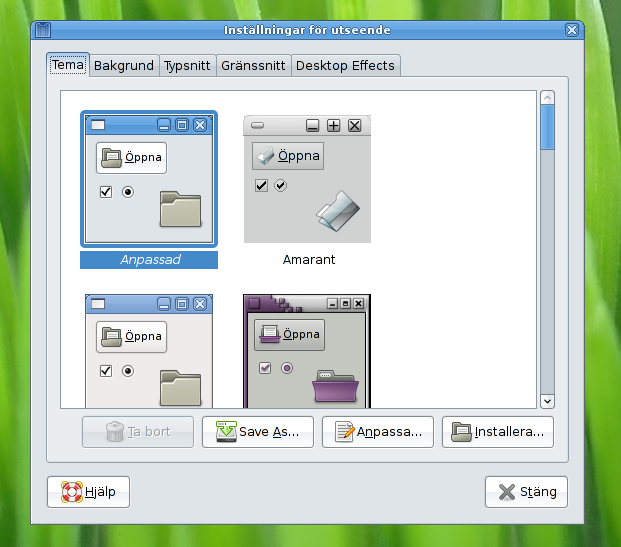 Inställningar för utseende
Tema Bakgrund Typsnitt Gränssnitt Desktop Effects
Öppna Öppna
Anpassad Amarant
Öppna Öppna
Ta bort Save As... Anpassa... Installera...
Hjälp Stäng